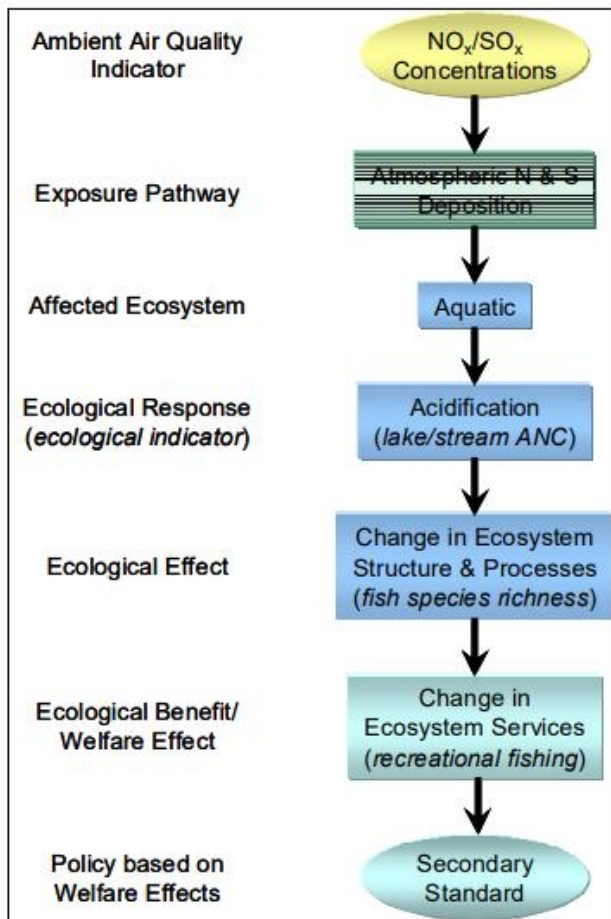 Ambient Air Quality
Indicator
NOx/SOx
Concentrations
Exposure Pathway
Atmospheric N & S
Deposition
Affected Ecosystem
Aquatic
Ecological Response
(ecological indicator)
Acidification
(lake/stream ANC)
Ecological Effect
Change in Ecosystem
Structure & Processes
(fish species richness)
Ecological Benefit/
Welfare Effect
Change in
Ecosystem Services
(recreational fishing)
Policy based on
Welfare Effects
Secondary
Standard